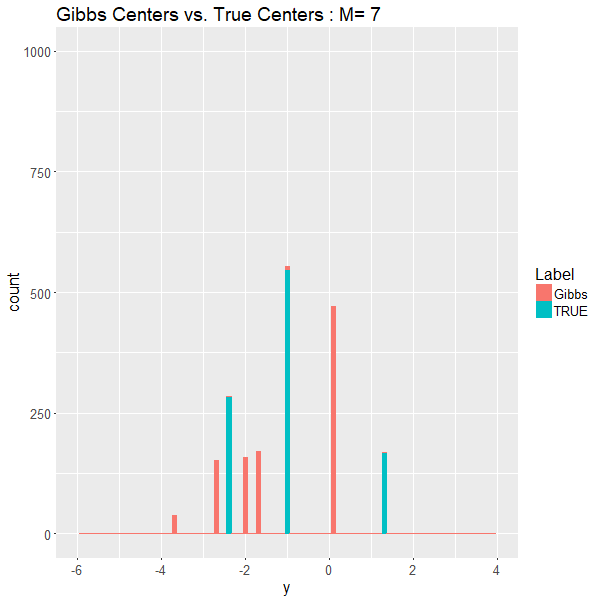 Gibbs Centers vs. True Centers : M= 7
1000
750
500
250
0
count
-6 -4 -2 0 2 4
y
Label
Gibbs
TRUE